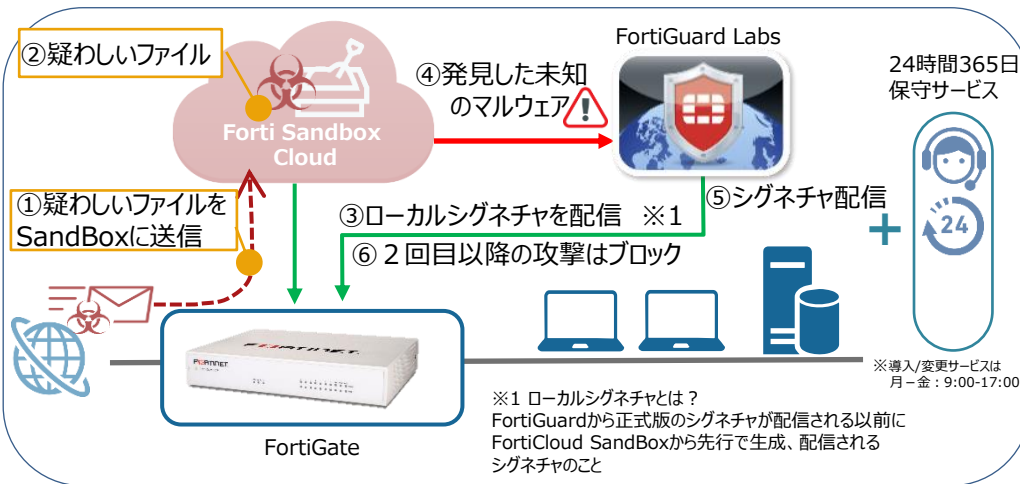 ②疑わしいファイル
Forti Sandbox
Cloud
④発見した未知
のマルウェア
FortiGuard Labs
24時間365日
保守サービス
①疑わしいファイルを
SandBoxに送信
③ローカルシグネチャを配信 ※1
⑤シグネチャ配信
⑥２回目以降の攻撃はブロック
24
FORTINET
FORTINET
FortiGate
※導入/変更サービスは
月－金：9:00-17:00
※1 ローカルシグネチャとは？
FortiGuardから正式版のシグネチャが配信される以前に
FortiCloud SandBoxから先行で生成、配信される
シグネチャのこと